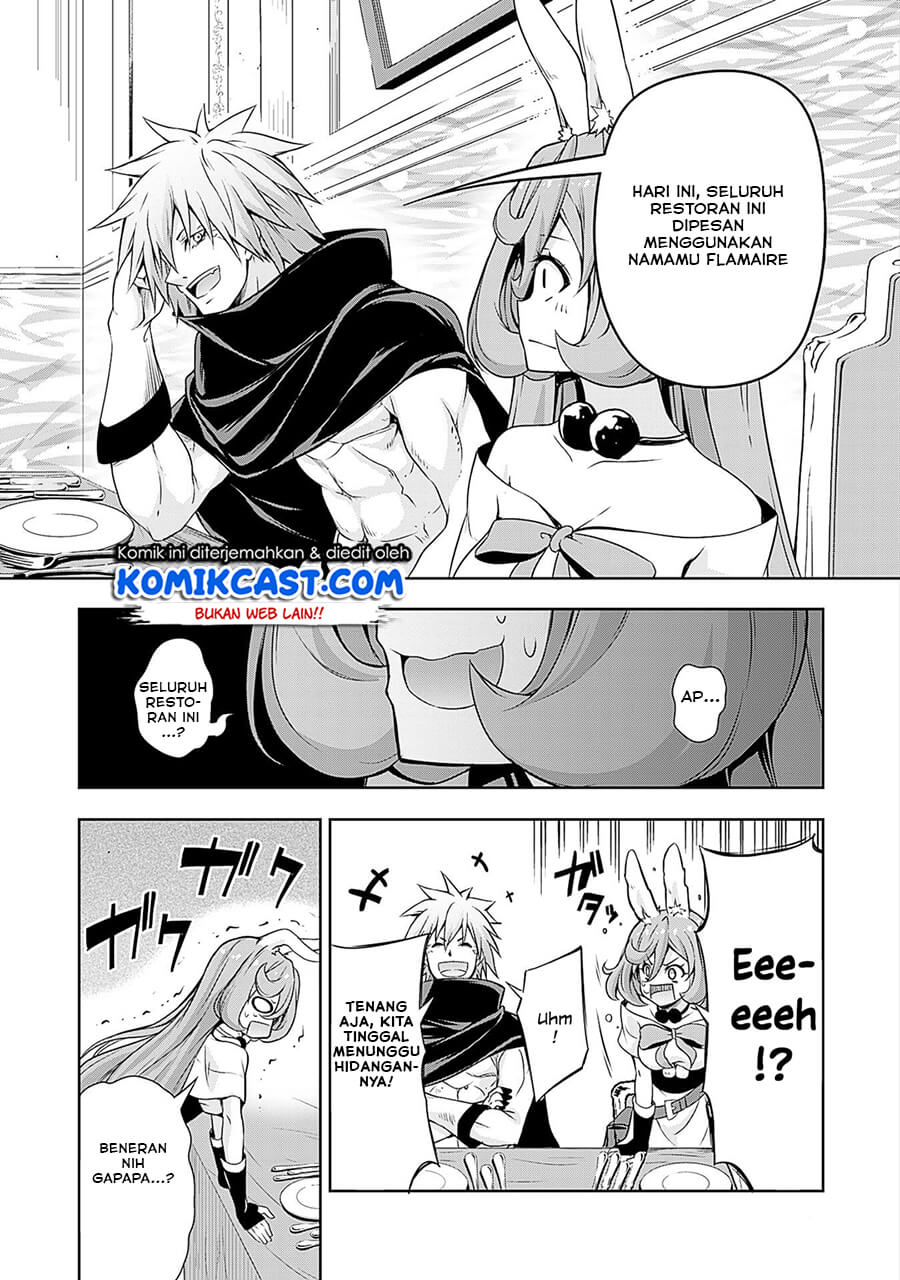 HARI INI, SELURUH
RESTORAN INI
DIPESAN
MENGGUNAKAN
NAMAMU FLAMAIRE
Komik ini diterjemahkan & diedit oleh
KOMIKCAST.COM
BUKAN WEB LAIN!!
AP...
SELURUH
RESTO-
RAN INI
...?
Eee-
eeeh
!?
ガタッ
Uhm!
TENANG
AJA, KITA
TINGGAL
MENUNGGU
HIDANGAN-
NYA!
ガク
ガク
BENERAN
NIH
GAPAPA...?